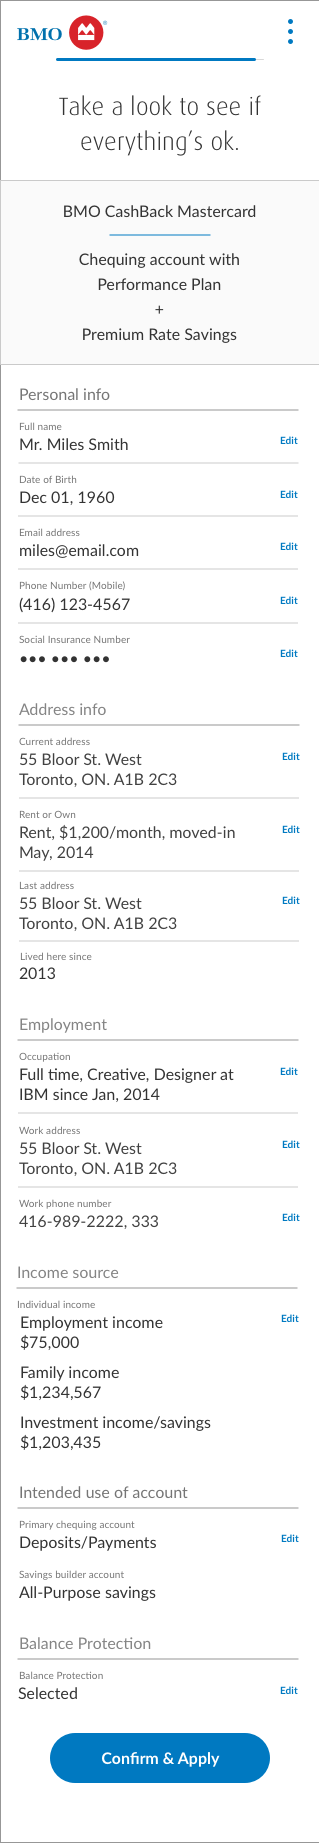 BMO
Take a look to see if
everything's ok.
BMO CashBack Mastercard
Chequing account with
Performance Plan
+
Premium Rate Savings
Personal info
Full name
Mr. Miles Smith
Edit
Date of Birth
Dec 01, 1960
Edit
Email address
miles@email.com
Edit
Phone Number (Mobile)
(416) 123-4567
Edit
Social Insurance Number
••• ••• •••
Edit
Address info
Current address
55 Bloor St. West
Edit
Toronto, ON. A1B 2C3
Rent or Own
Rent, $1,200/month, moved-in
Edit
May, 2014
Last address
55 Bloor St. West
Edit
Toronto, ON. A1B 2C3
Lived here since
2013
Employment
Occupation
Full time, Creative, Designer at
Edit
IBM since Jan, 2014
Work address
55 Bloor St. West
Edit
Toronto, ON. A1B 2C3
Work phone number
416-989-2222, 333
Edit
Income source
Individual income
Employment income
Edit
$75,000
Family income
$1,234,567
Investment income/savings
$1,203,435
Intended use of account
Primary chequing account
Deposits/Payments
Edit
Savings builder account
All-Purpose savings
Balance Protection
Balance Protection
Selected
Edit
Confirm & Apply